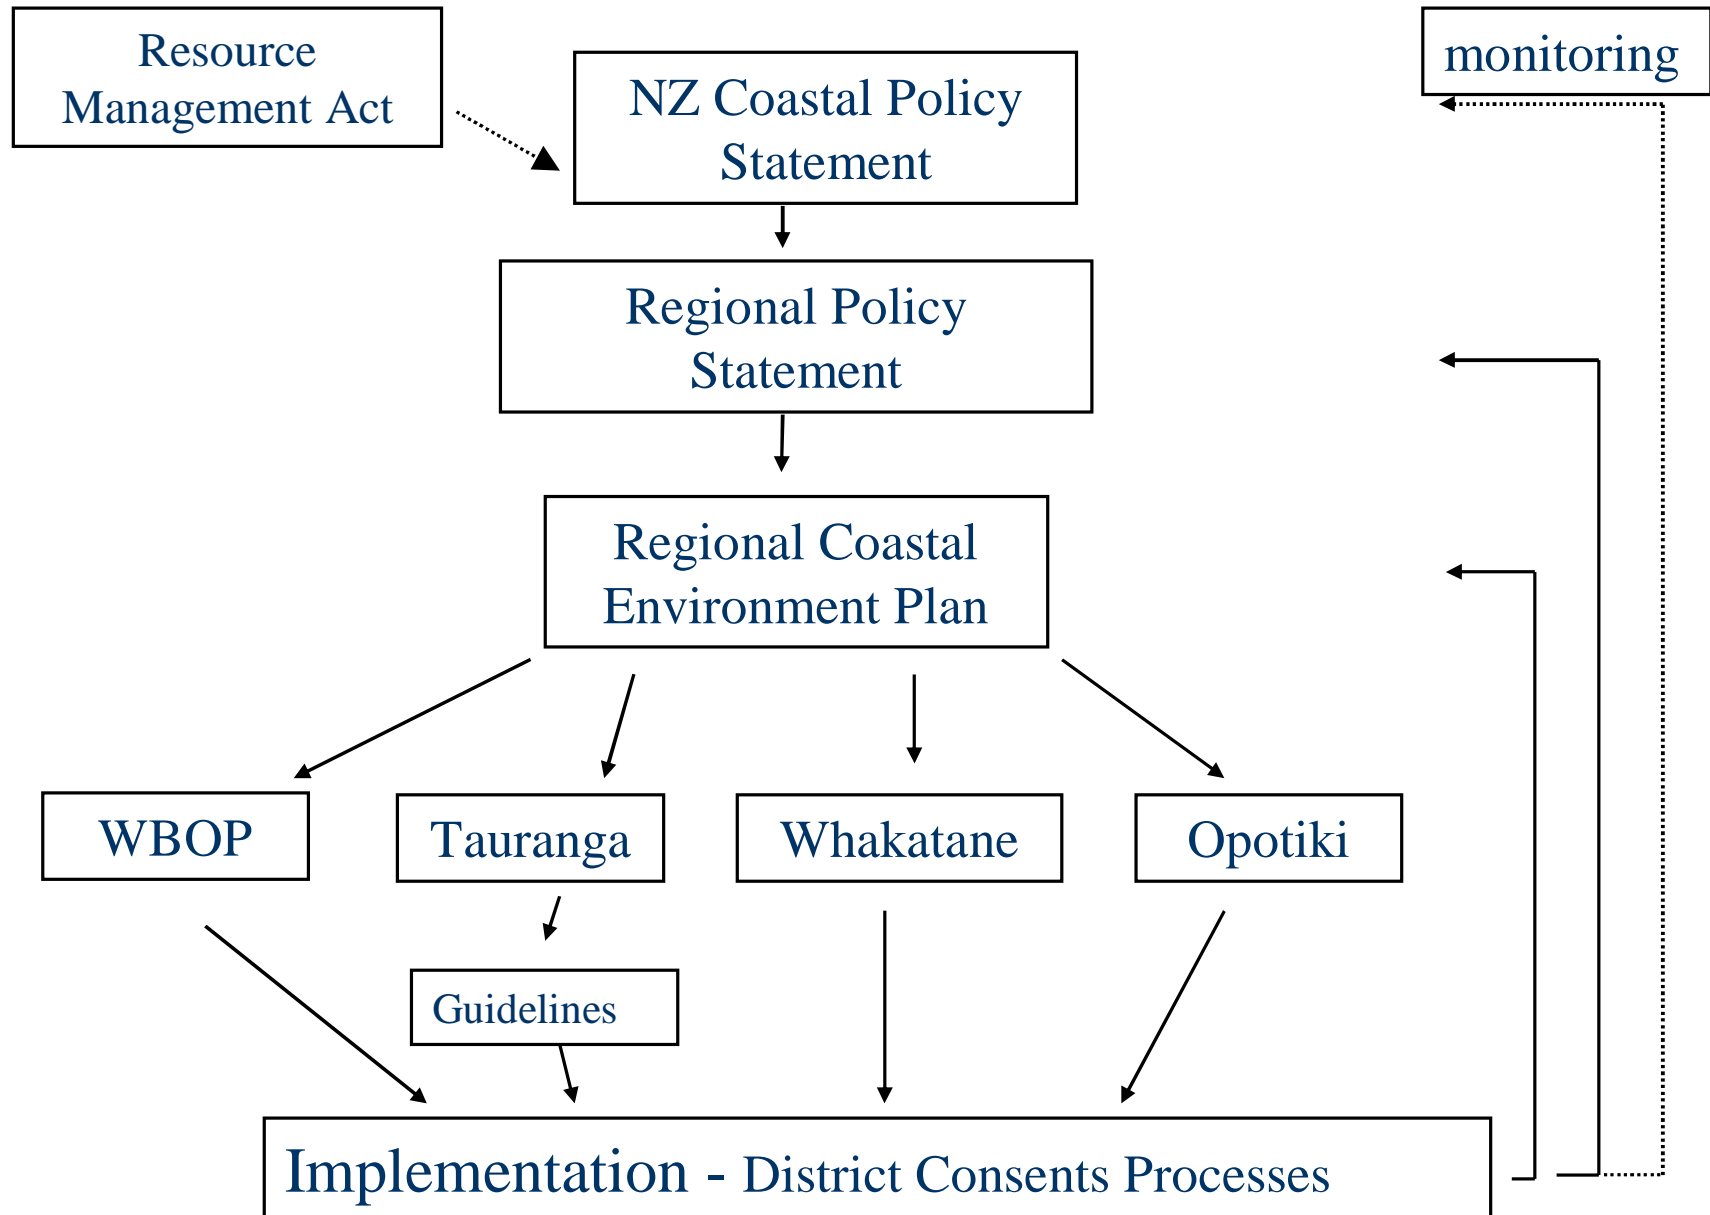 Resource
Management Act
NZ Coastal Policy
Statement
monitoring
Regional Policy
Statement
Regional Coastal
Environment Plan
WBOP
Tauranga
Whakatane
Opotiki
Guidelines
Implementation - District Consents Processes